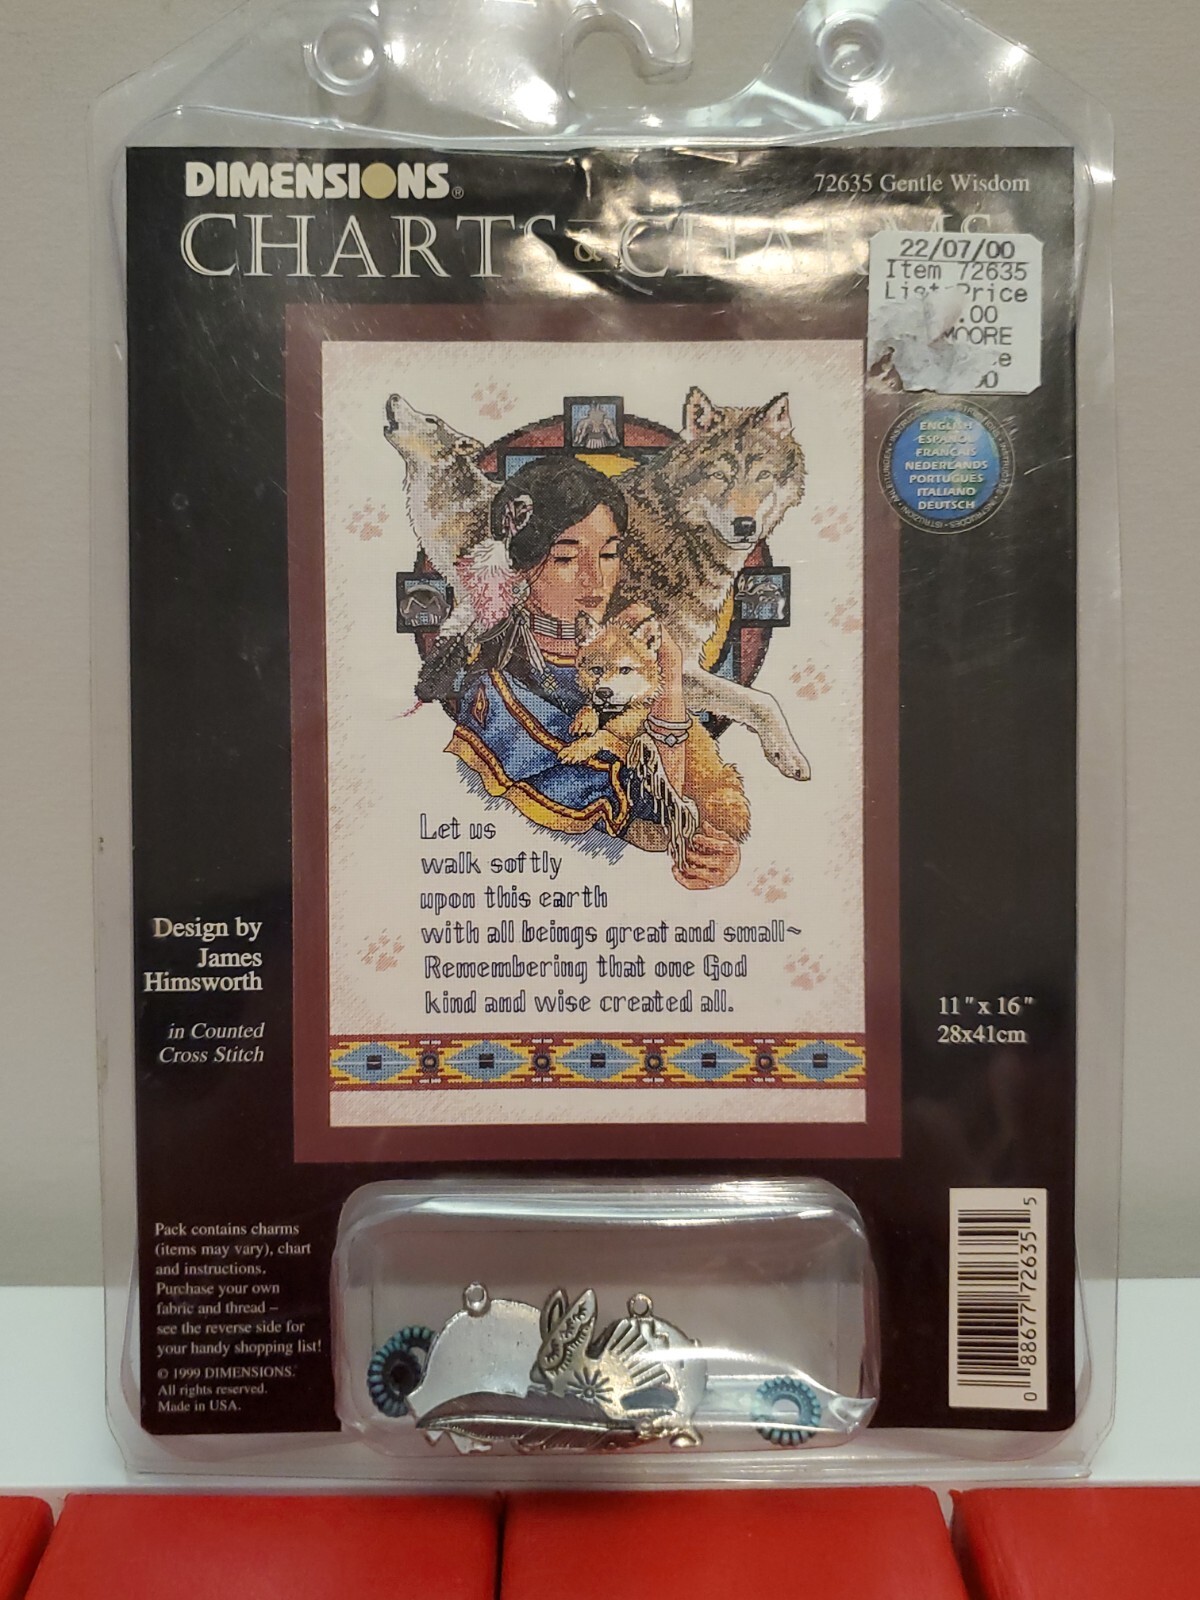 DIMENSIONS®
72635 Gentle Wisdom
CHARTS & CHARMS
22/07/00
Item 72635
List Price
.00
MOORE
ENGLISH
ESPAÑOL
FRANÇAIS
NEDERLANDS
PORTUGUÊS
ITALIANO
DEUTSCH
Let us
walk softly
upon this earth
with all beings great and small~
Remembering that one God
kind and wise created all.
Design by
James
Himsworth
in Counted
Cross Stitch
11" x 16"
28x41cm
Pack contains charms
(items may vary), chart
and instructions.
Purchase your own
fabric and thread –
see the reverse side for
your handy shopping list!
© 1999 DIMENSIONS.
All rights reserved.
Made in USA.
0 88677 72635 5